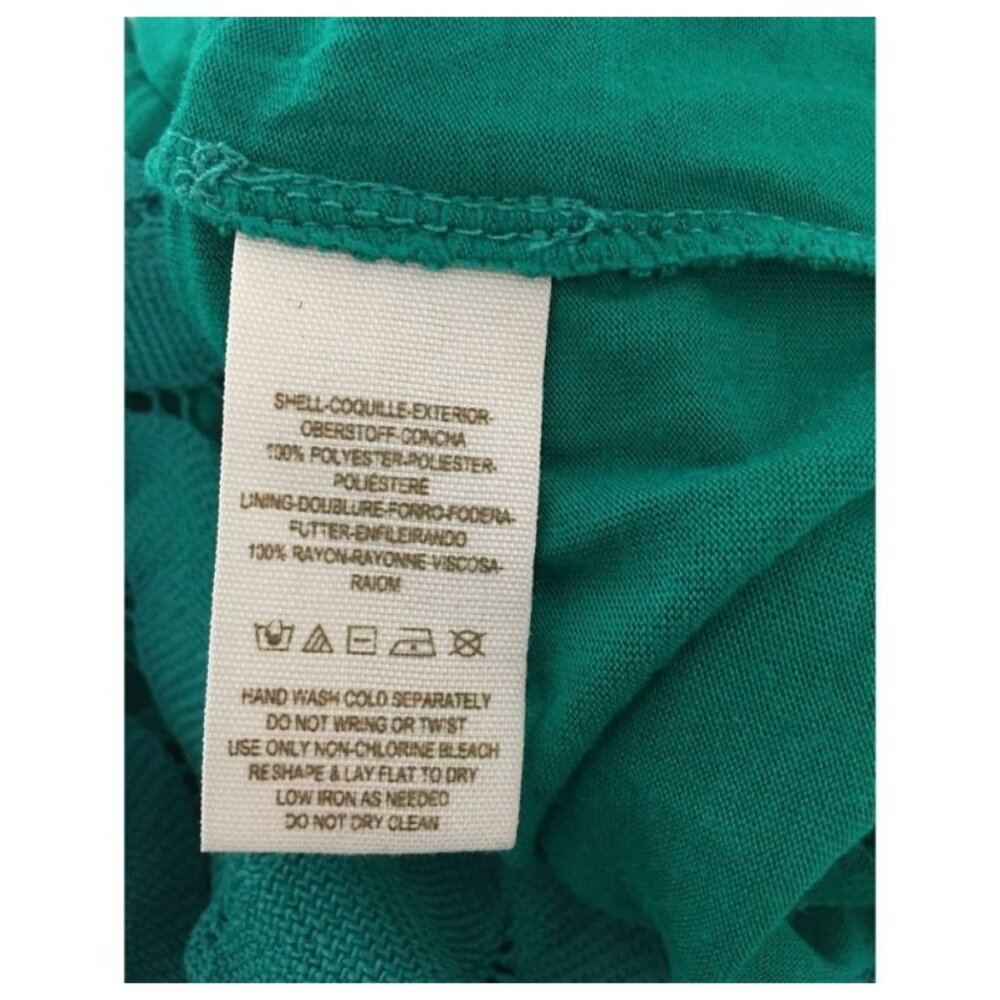 SHELL-COQUILLE-EXTERIOR-
OBERSTOFF-CONCHA
100% POLYESTER-POLIESTER-
POLIÉSTERE
LINING-DOUBLURE-FORRO-FODERA-
FUTTER-ENFILEIRANDO
100% RAYON-RAYONNE-VISCOSA-
RAIOM
HAND WASH COLD SEPARATELY
DO NOT WRING OR TWIST
USE ONLY NON-CHLORINE BLEACH
RESHAPE & LAY FLAT TO DRY
LOW IRON AS NEEDED
DO NOT DRY CLEAN